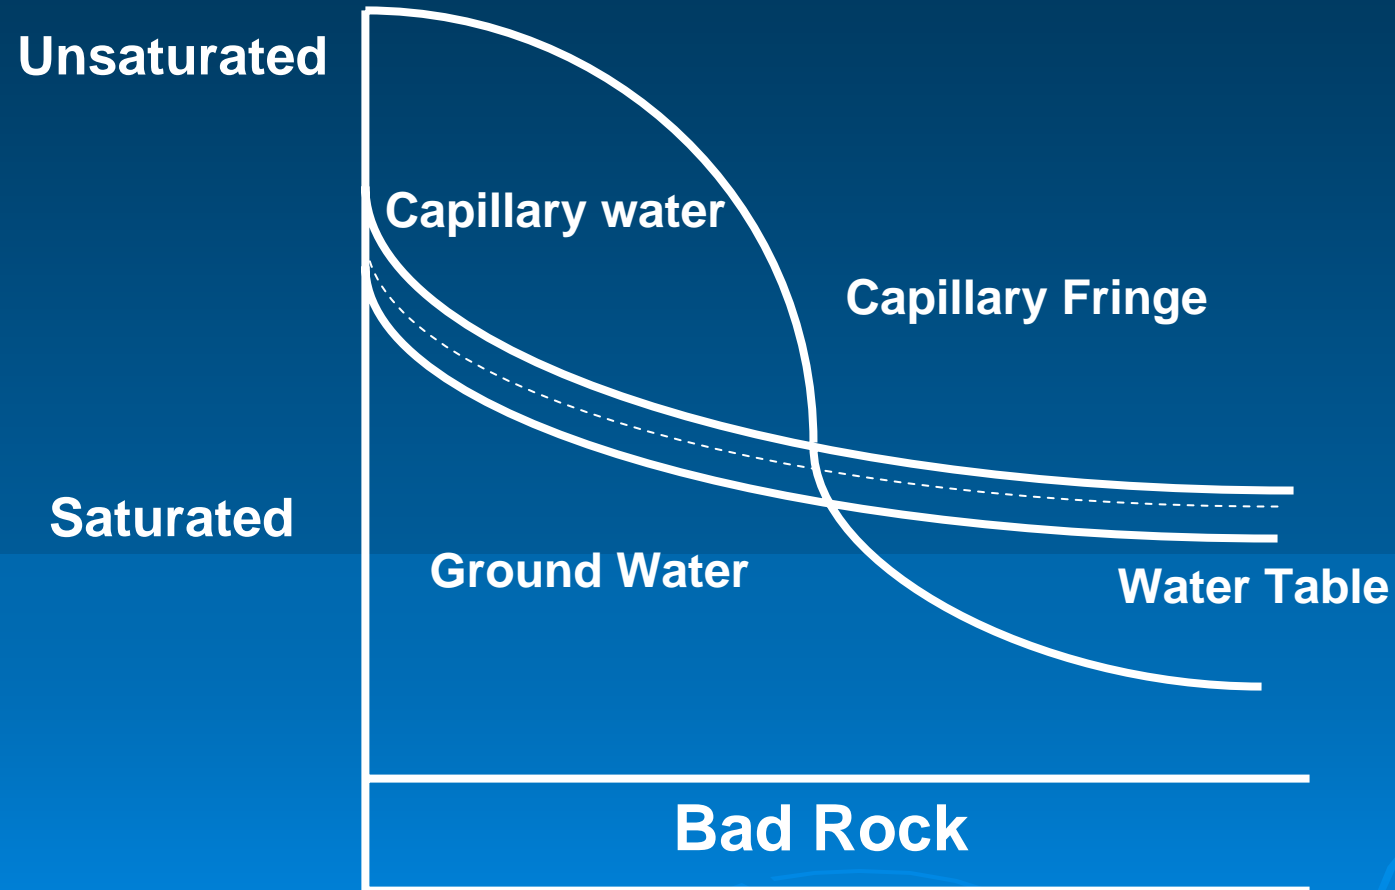 Unsaturated
Capillary water
Capillary Fringe
Saturated
Ground Water
Water Table
Bad Rock